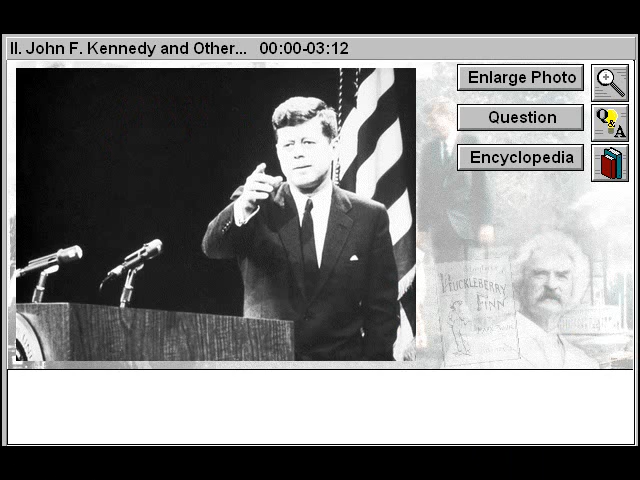 II. John F. Kennedy and Other... 00:00-03:12
Enlarge Photo
Question
Encyclopedia
Q
&
A
HUCKLEBERRY
FINN